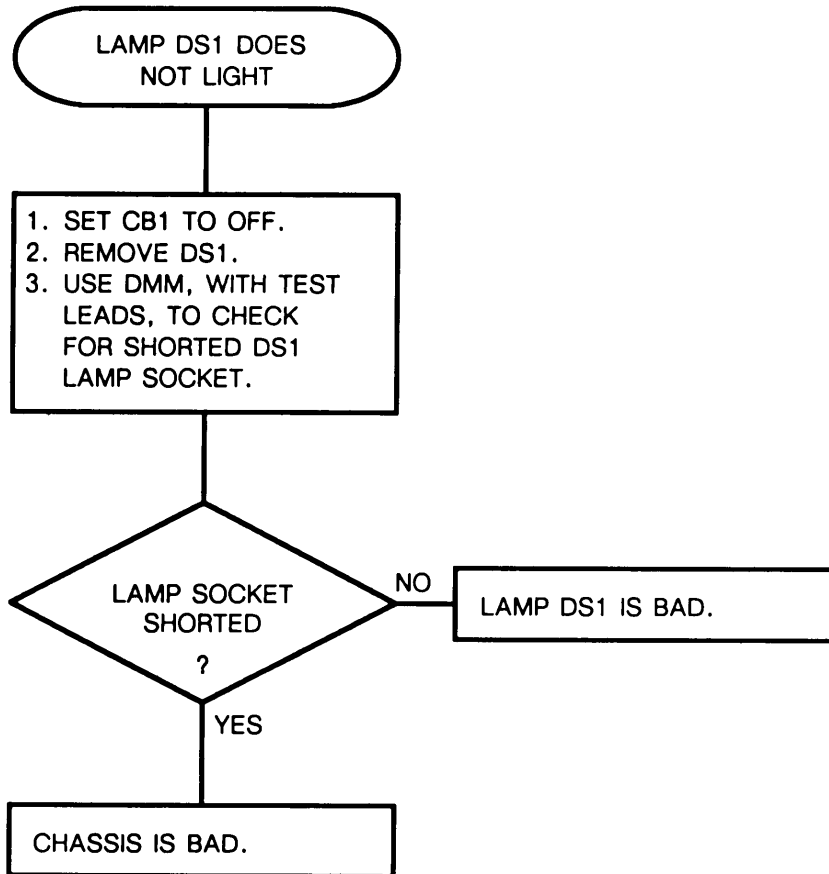 LAMP DS1 DOES
NOT LIGHT
1. SET CB1 TO OFF.
2. REMOVE DS1.
3. USE DMM, WITH TEST
LEADS, TO CHECK
FOR SHORTED DS1
LAMP SOCKET.
LAMP SOCKET
SHORTED
?
NO
LAMP DS1 IS BAD.
YES
CHASSIS IS BAD.